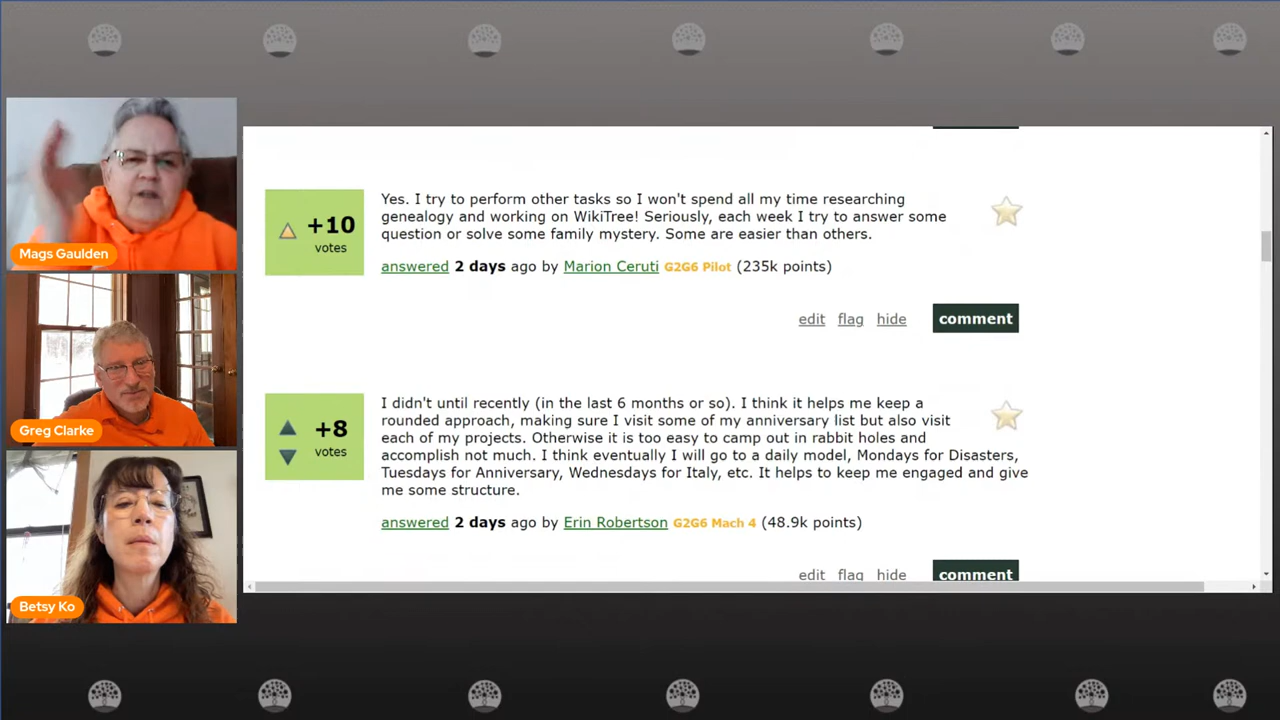 Mags Gaulden
Greg Clarke
Betsy Ko
+10
votes
Yes. I try to perform other tasks so I won't spend all my time researching
genealogy and working on WikiTree! Seriously, each week I try to answer some
question or solve some family mystery. Some are easier than others.
answered 2 days ago by Marion Ceruti G2G6 Pilot (235k points)
edit flag hide comment
+8
votes
I didn't until recently (in the last 6 months or so). I think it helps me keep a
rounded approach, making sure I visit some of my anniversary list but also visit
each of my projects. Otherwise it is too easy to camp out in rabbit holes and
accomplish not much. I think eventually I will go to a daily model, Mondays for Disasters,
Tuesdays for Anniversary, Wednesdays for Italy, etc. It helps to keep me engaged and give
me some structure.
answered 2 days ago by Erin Robertson G2G6 Mach 4 (48.9k points)
edit flag hide comment